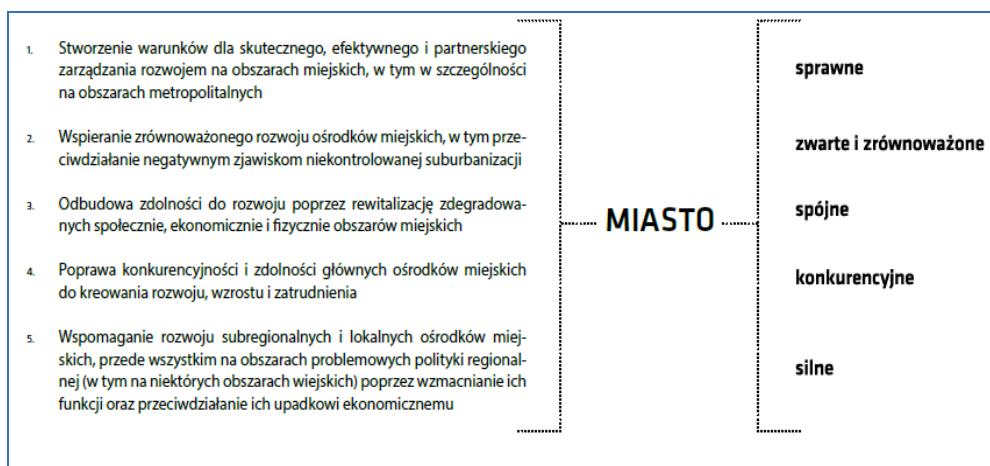 1. Stworzenie warunków dla skutecznego, efektywnego i partnerskiego
zarządzania rozwojem na obszarach miejskich, w tym w szczególności
na obszarach metropolitalnych
2. Wspieranie zrównoważonego rozwoju ośrodków miejskich, w tym prze-
ciwdziałanie negatywnym zjawiskom niekontrolowanej suburbanizacji
3. Odbudowa zdolności do rozwoju poprzez rewitalizację zdegradowa-
nych społecznie, ekonomicznie i fizycznie obszarów miejskich
4. Poprawa konkurencyjności i zdolności głównych ośrodków miejskich
do kreowania rozwoju, wzrostu i zatrudnienia
5. Wspomaganie rozwoju subregionalnych i lokalnych ośrodków miej-
skich, przede wszystkim na obszarach problemowych polityki regional-
nej (w tym na niektórych obszarach wiejskich) poprzez wzmacnianie ich
funkcji oraz przeciwdziałanie ich upadkowi ekonomicznemu
MIASTO
sprawne
zwarte i zrównoważone
spójne
konkurencyjne
silne